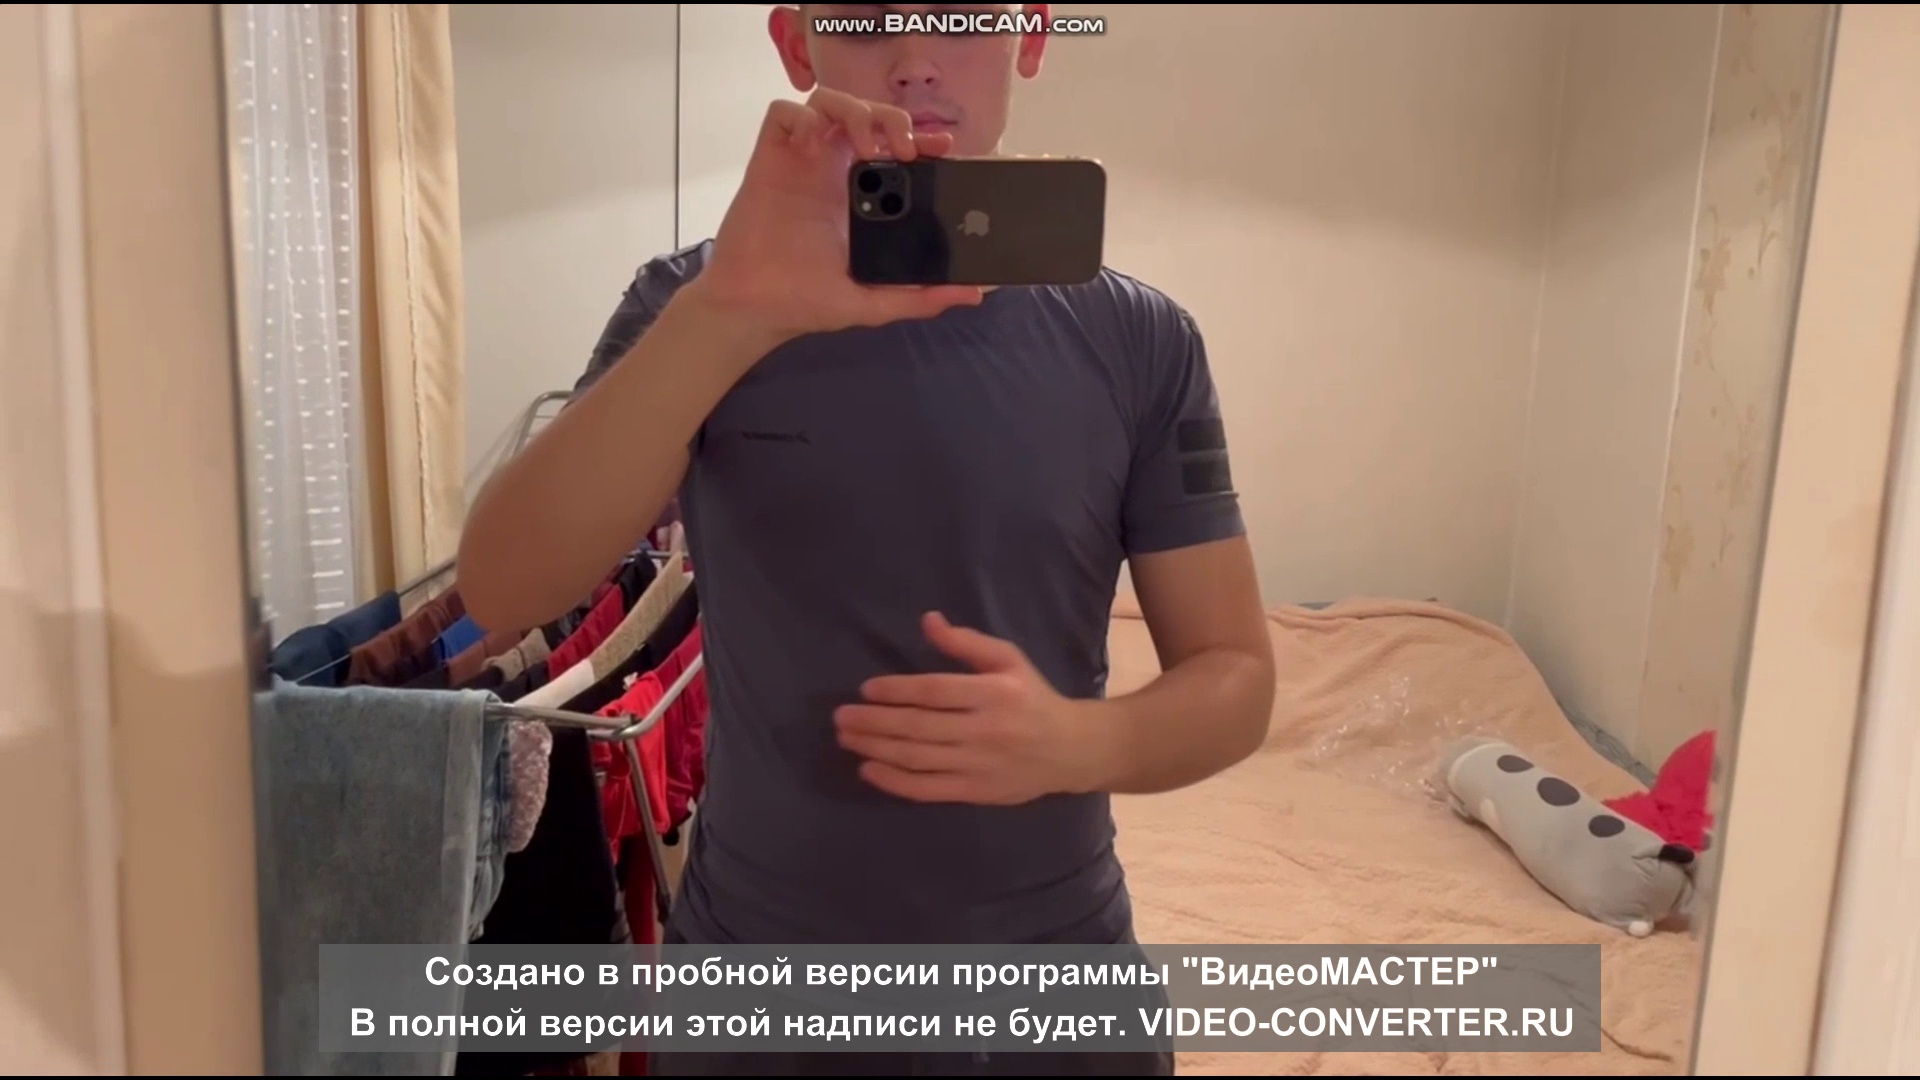 www.BANDICAM.com
Создано в пробной версии программы "ВидеоМАСТЕР"
В полной версии этой надписи не будет. VIDEO-CONVERTER.RU